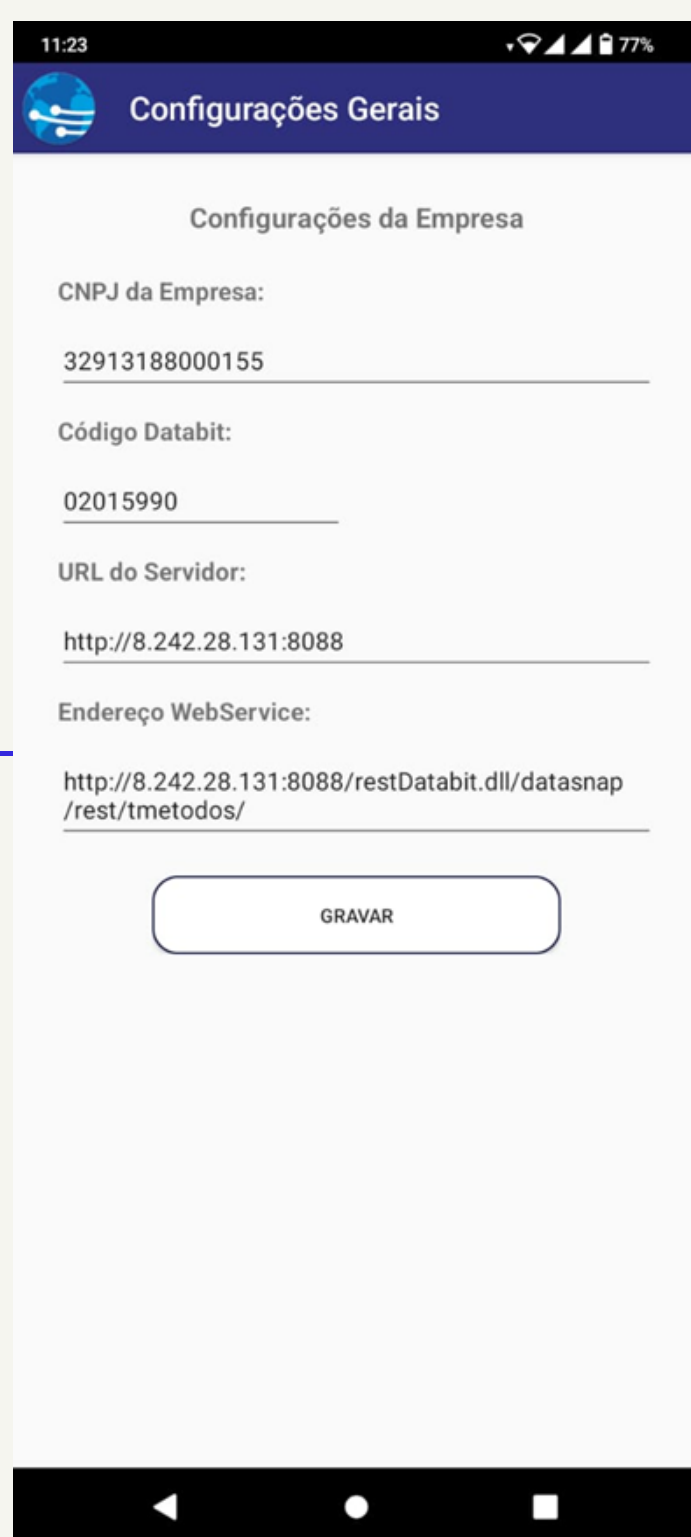 11:23
77%
Configurações Gerais
Configurações da Empresa
CNPJ da Empresa:
32913188000155
Código Databit:
02015990
URL do Servidor:
http://8.242.28.131:8088
Endereço WebService:
http://8.242.28.131:8088/restDatabit.dll/datasnap
/rest/tmetodos/
GRAVAR